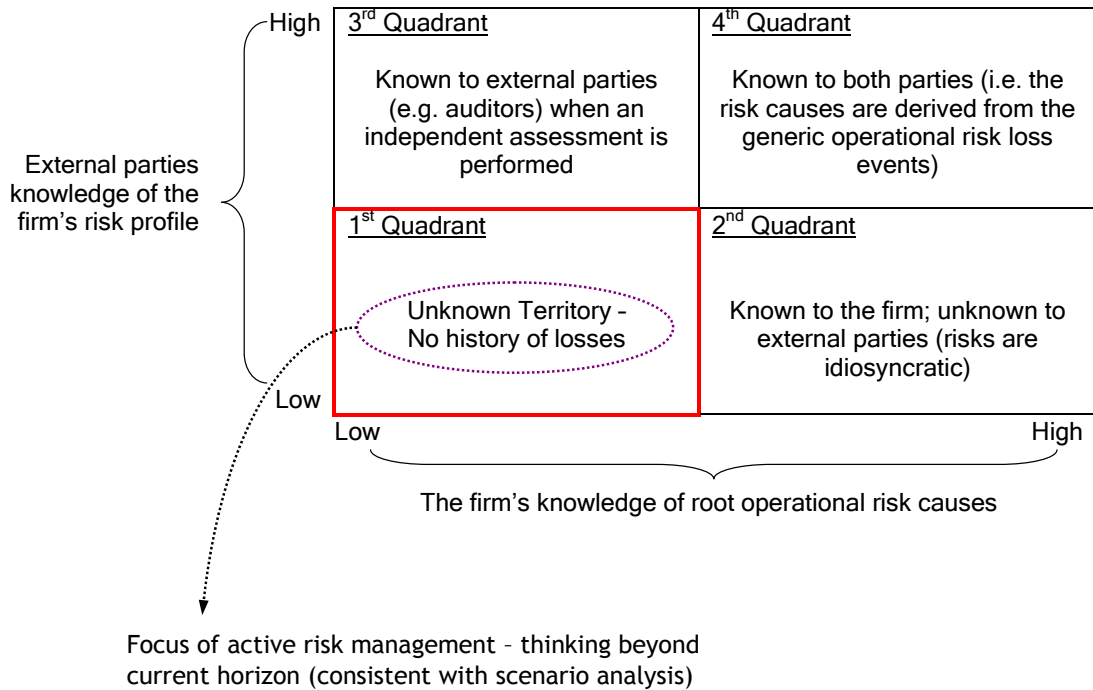 High
3rd Quadrant
Known to external parties
(e.g. auditors) when an
independent assessment is
performed
4th Quadrant
Known to both parties (i.e. the
risk causes are derived from the
generic operational risk loss
events)
External parties
knowledge of the
firm’s risk profile
1st Quadrant
Unknown Territory –
No history of losses
2nd Quadrant
Known to the firm; unknown to
external parties (risks are
idiosyncratic)
Low
Low
High
The firm’s knowledge of root operational risk causes
Focus of active risk management – thinking beyond
current horizon (consistent with scenario analysis)